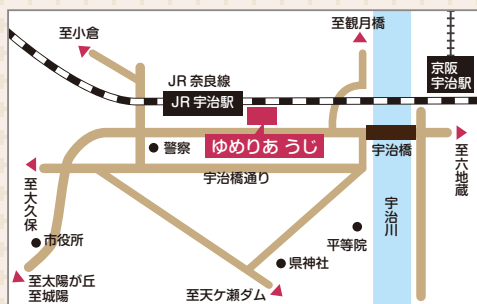 至小倉
至観月橋
JR 奈良線
JR 宇治駅
京阪
宇治駅
警察
ゆめりあ うじ
宇治橋
至六地蔵
宇治橋通り
至大久保
宇治川
市役所
平等院
県神社
至太陽が丘
至城陽
至天ケ瀬ダム